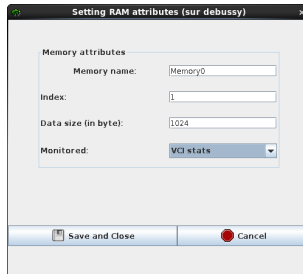 Setting RAM attributes (sur debussy)
Memory attributes
Memory name: Memory0
Index: 1
Data size (in byte): 1024
Monitored: VCI stats
Save and Close Cancel